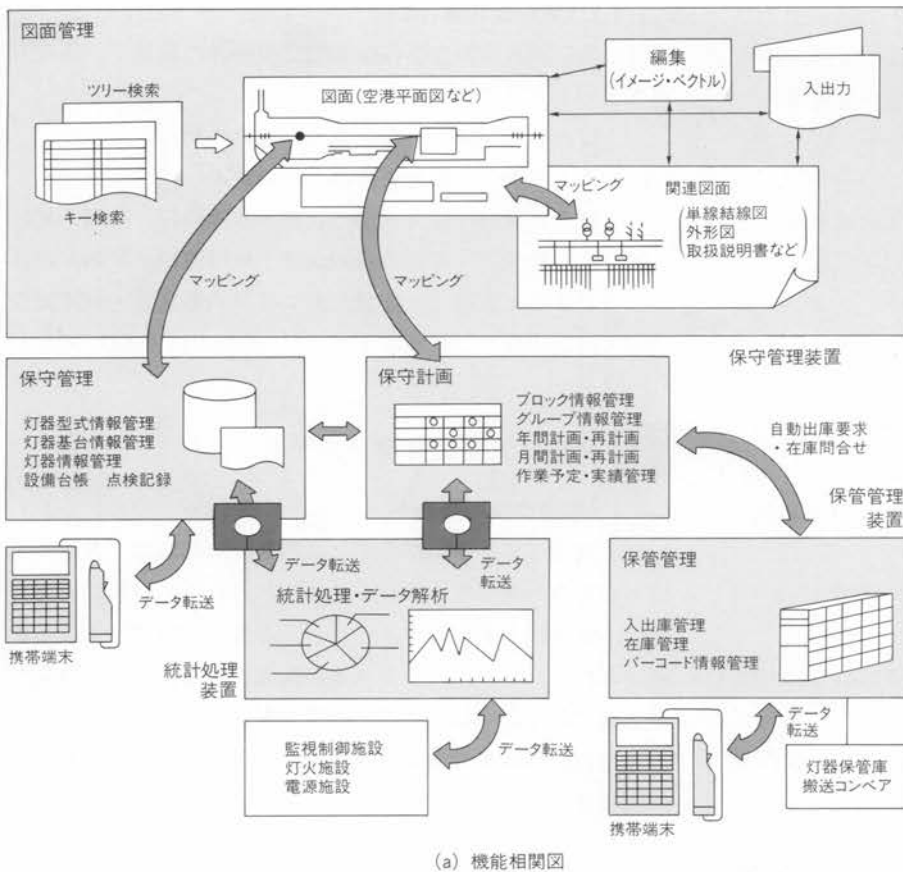 図面管理
ツリー検索
キー検索
図面(空港平面図など)
編集
(イメージ・ベクトル)
入出力
マッピング
関連図面
単線結線図
外形図
取扱説明書など
マッピング
マッピング
保守管理装置
保守管理
灯器型式情報管理
灯器基台情報管理
灯器情報管理
設備台帳 点検記録
保守計画
ブロック情報管理
グループ情報管理
年間計画・再計画
月間計画・再計画
作業予定・実績管理
自動出庫要求
・在庫問合せ
保管管理
装置
データ転送
携帯端末
データ転送
データ
転送
統計処理・データ解析
統計処理
装置
保管管理
入出庫管理
在庫管理
バーコード情報管理
監視制御施設
灯火施設
電源施設
データ転送
データ
転送
携帯端末
灯器保管庫
搬送コンベア
(a) 機能相関図